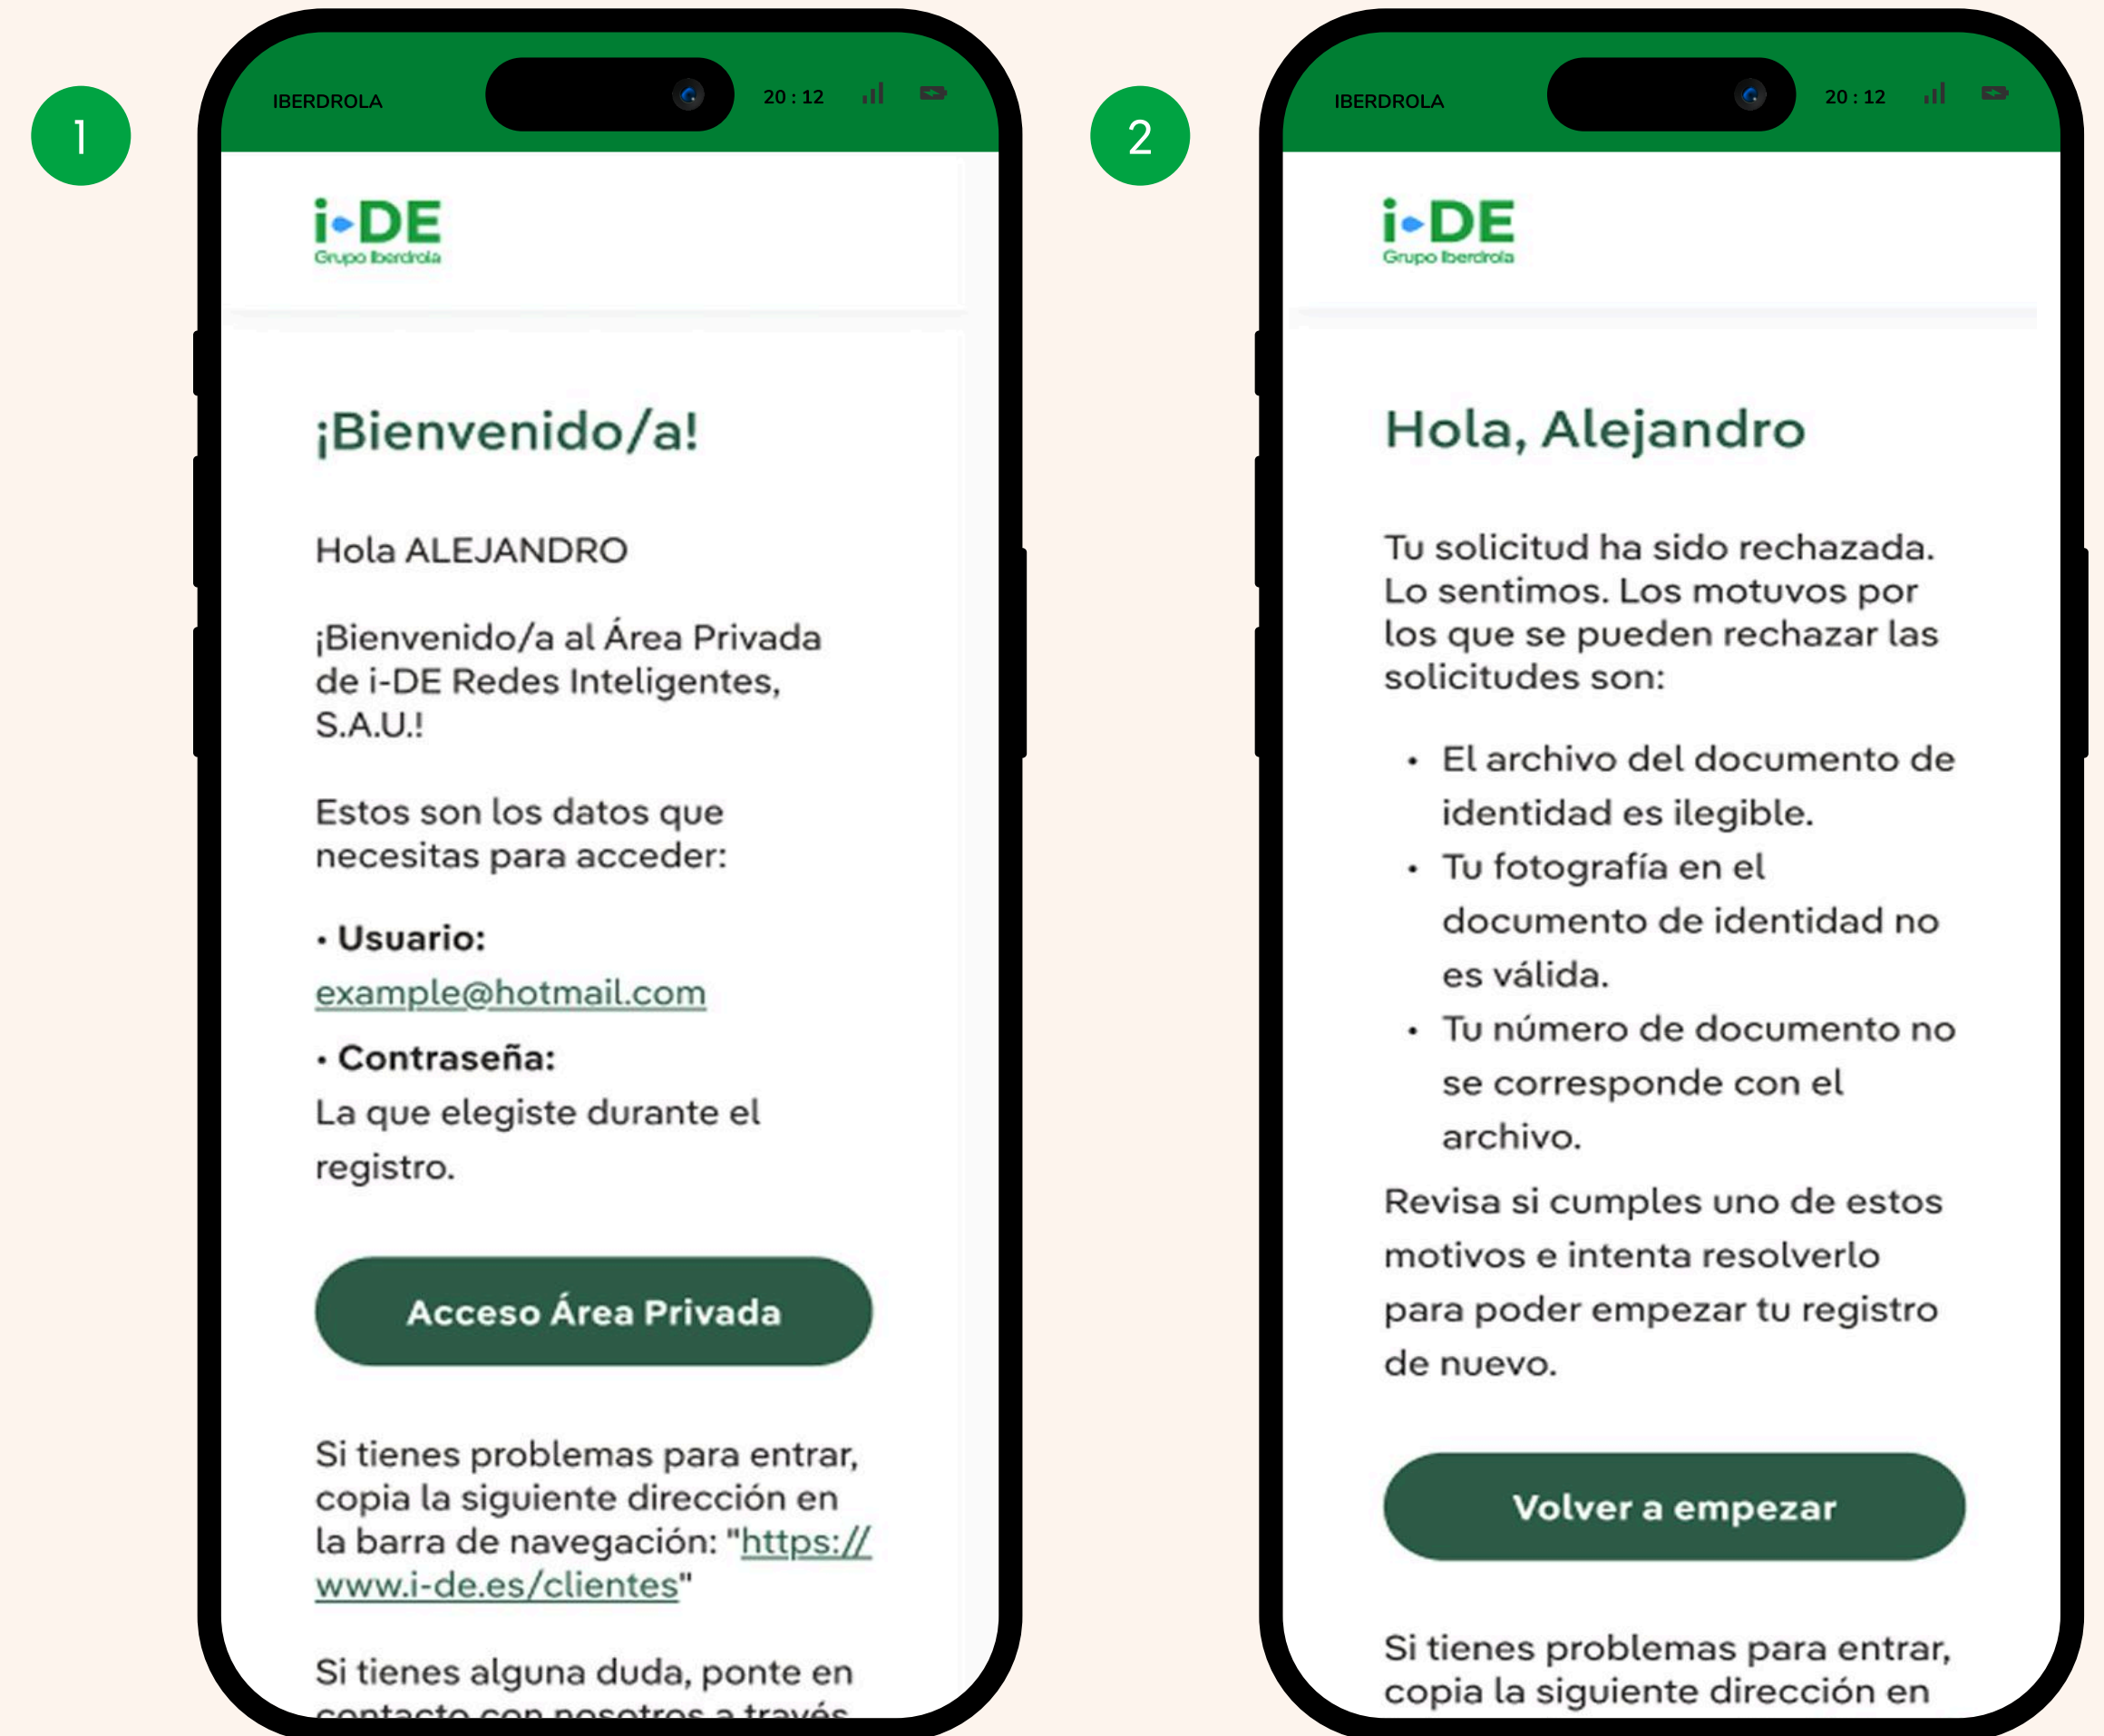 1
IBERDROLA
20 : 12
i-DE
Grupo Iberdrola
¡Bienvenido/a!
Hola ALEJANDRO
¡Bienvenido/a al Área Privada
de i-DE Redes Inteligentes,
S.A.U.!
Estos son los datos que
necesitas para acceder:
• Usuario:
example@hotmail.com
• Contraseña:
La que elegiste durante el
registro.
Acceso Área Privada
Si tienes problemas para entrar,
copia la siguiente dirección en
la barra de navegación: "https://
www.i-de.es/clientes"
Si tienes alguna duda, ponte en
contacto con nosotros a través
2
IBERDROLA
20 : 12
i-DE
Grupo Iberdrola
Hola, Alejandro
Tu solicitud ha sido rechazada.
Lo sentimos. Los motuvos por
los que se pueden rechazar las
solicitudes son:
• El archivo del documento de
identidad es ilegible.
• Tu fotografía en el
documento de identidad no
es válida.
• Tu número de documento no
se corresponde con el
archivo.
Revisa si cumples uno de estos
motivos e intenta resolverlo
para poder empezar tu registro
de nuevo.
Volver a empezar
Si tienes problemas para entrar,
copia la siguiente dirección en